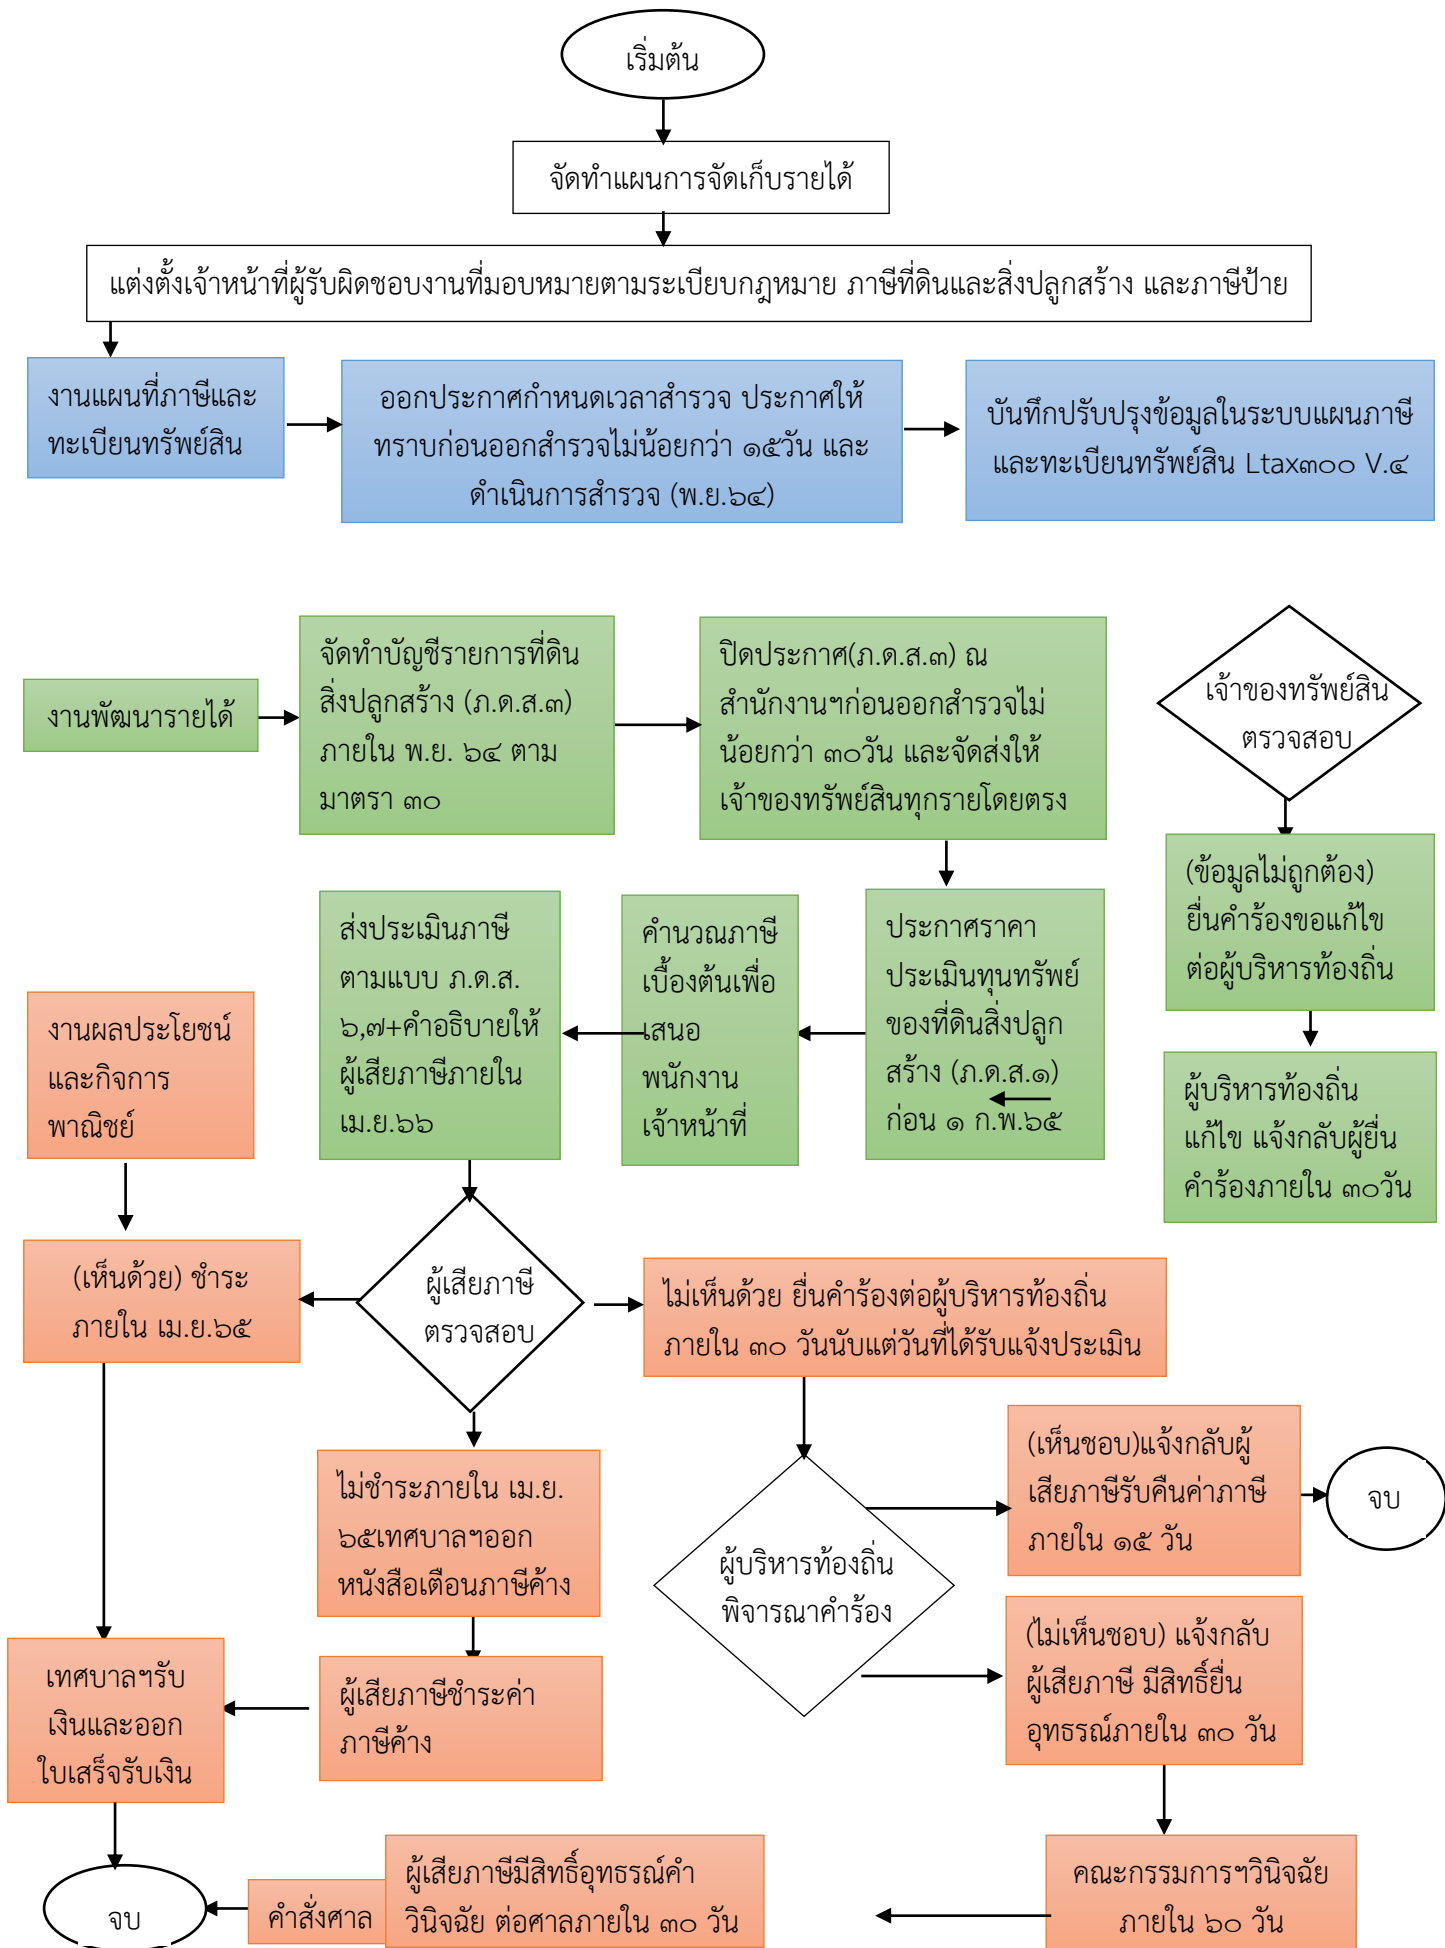 เริ่มต้น
จัดทำแผนการจัดเก็บรายได้
แต่งตั้งเจ้าหน้าที่ผู้รับผิดชอบงานที่มอบหมายตามระเบียบกฎหมาย ภาษีที่ดินและสิ่งปลูกสร้าง และภาษีป้าย
งานแผนที่ภาษีและ
ทะเบียนทรัพย์สิน
ออกประกาศกำหนดเวลาสำรวจ ประกาศให้
ทราบก่อนออกสำรวจไม่น้อยกว่า ๑๕วัน และ
ดำเนินการสำรวจ (พ.ย.๖๔)
บันทึกปรับปรุงข้อมูลในระบบแผนภาษี
และทะเบียนทรัพย์สิน Ltax๓๐๐ V.๔
งานพัฒนารายได้
จัดทำบัญชีรายการที่ดิน
สิ่งปลูกสร้าง (ภ.ด.ส.๓)
ภายใน พ.ย. ๖๔ ตาม
มาตรา ๓๐
ปิดประกาศ(ภ.ด.ส.๓) ณ
สำนักงานฯก่อนออกสำรวจไม่
น้อยกว่า ๓๐วัน และจัดส่งให้
เจ้าของทรัพย์สินทุกรายโดยตรง
เจ้าของทรัพย์สิน
ตรวจสอบ
(ข้อมูลไม่ถูกต้อง)
ยื่นคำร้องขอแก้ไข
ต่อผู้บริหารท้องถิ่น
ผู้บริหารท้องถิ่น
แก้ไข แจ้งกลับผู้ยื่น
คำร้องภายใน ๓๐วัน
ประกาศราคา
ประเมินทุนทรัพย์
ของที่ดินสิ่งปลูก
สร้าง (ภ.ด.ส.๑)
ก่อน ๑ ก.พ.๖๕
คำนวณภาษี
เบื้องต้นเพื่อ
เสนอ
พนักงาน
เจ้าหน้าที่
ส่งประเมินภาษี
ตามแบบ ภ.ด.ส.
๖,๗+คำอธิบายให้
ผู้เสียภาษีภายใน
เม.ย.๖๖
งานผลประโยชน์
และกิจการ
พาณิชย์
(เห็นด้วย) ชำระ
ภายใน เม.ย.๖๕
ผู้เสียภาษี
ตรวจสอบ
ไม่เห็นด้วย ยื่นคำร้องต่อผู้บริหารท้องถิ่น
ภายใน ๓๐ วันนับแต่วันที่ได้รับแจ้งประเมิน
ไม่ชำระภายใน เม.ย.
๖๕เทศบาลฯออก
หนังสือเตือนภาษีค้าง
ผู้บริหารท้องถิ่น
พิจารณาคำร้อง
(เห็นชอบ)แจ้งกลับผู้
เสียภาษีรับคืนค่าภาษี
ภายใน ๑๕ วัน
จบ
(ไม่เห็นชอบ) แจ้งกลับ
ผู้เสียภาษี มีสิทธิ์ยื่น
อุทธรณ์ภายใน ๓๐ วัน
เทศบาลฯรับ
เงินและออก
ใบเสร็จรับเงิน
ผู้เสียภาษีชำระค่า
ภาษีค้าง
คณะกรรมการฯวินิจฉัย
ภายใน ๖๐ วัน
ผู้เสียภาษีมีสิทธิ์อุทธรณ์คำ
วินิจฉัย ต่อศาลภายใน ๓๐ วัน
คำสั่งศาล
จบ